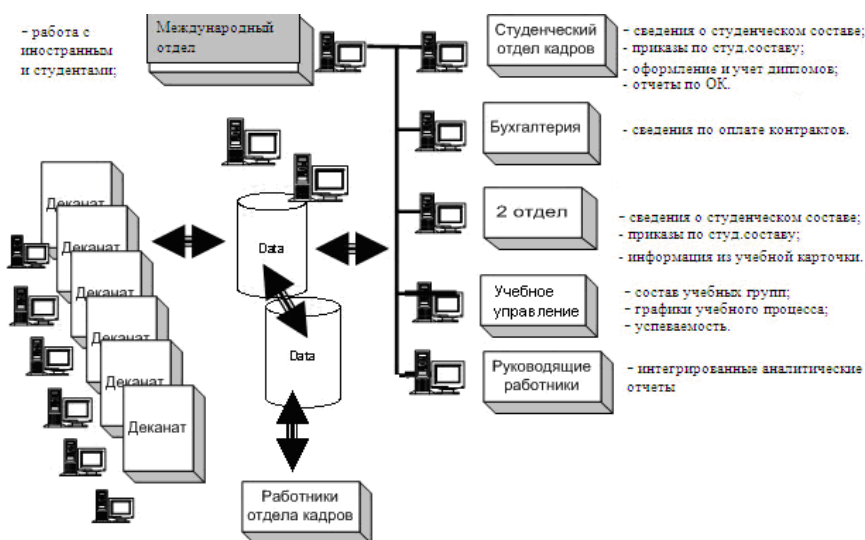 - работа с
иностранным
и студентами;
Международный
отдел
Студенческий
отдел кадров
- сведения о студенческом составе;
- приказы по студ.составу;
- оформление и учет дипломов;
- отчеты по ОК.
Бухгалтерия
- сведения по оплате контрактов.
2 отдел
- сведения о студенческом составе;
- приказы по студ.составу;
- информация из учебной карточки.
Учебное
управление
- состав учебных групп;
- графики учебного процесса;
- успеваемость.
Руководящие
работники
- интегрированные аналитические
отчеты
Деканат
Деканат
Деканат
Деканат
Деканат
Деканат
Data
Data
Работники
отдела кадров